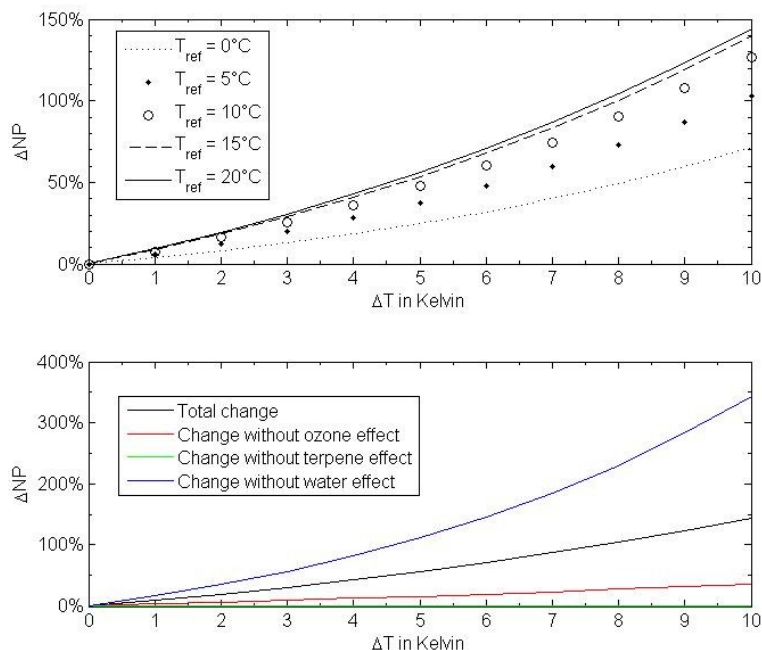 150%
100%
50%
0%
ΔNP
T_ref = 0°C
T_ref = 5°C
T_ref = 10°C
T_ref = 15°C
T_ref = 20°C
0 1 2 3 4 5 6 7 8 9 10
ΔT in Kelvin
400%
300%
200%
100%
0%
ΔNP
Total change
Change without ozone effect
Change without terpene effect
Change without water effect
0 1 2 3 4 5 6 7 8 9 10
ΔT in Kelvin